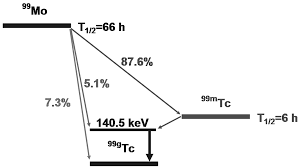 ⁹⁹Mo
T₁/₂=66 h
87.6%
5.1%
7.3%
⁹⁹ᵐTc
140.5 keV
T₁/₂=6 h
⁹⁹ᵍTc